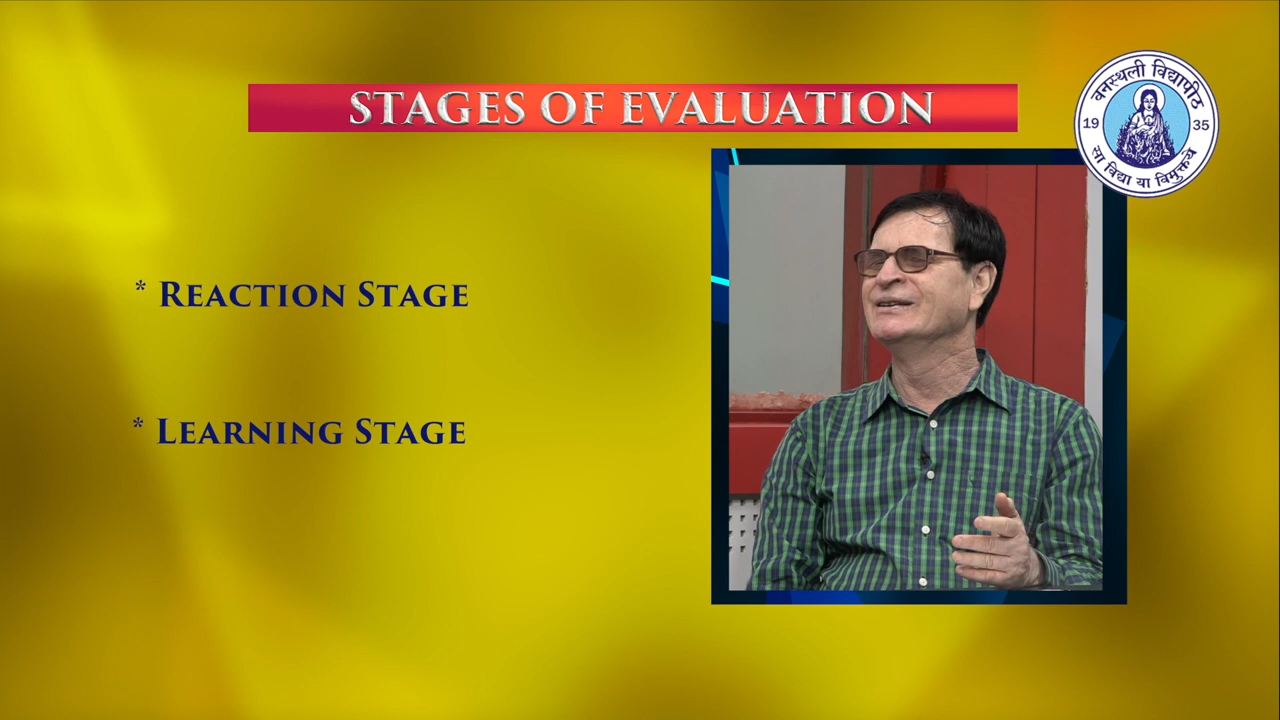 STAGES OF EVALUATION
वनस्थली विद्यापीठ
19 35
सा विद्या या विमुक्तये
* REACTION STAGE
* LEARNING STAGE